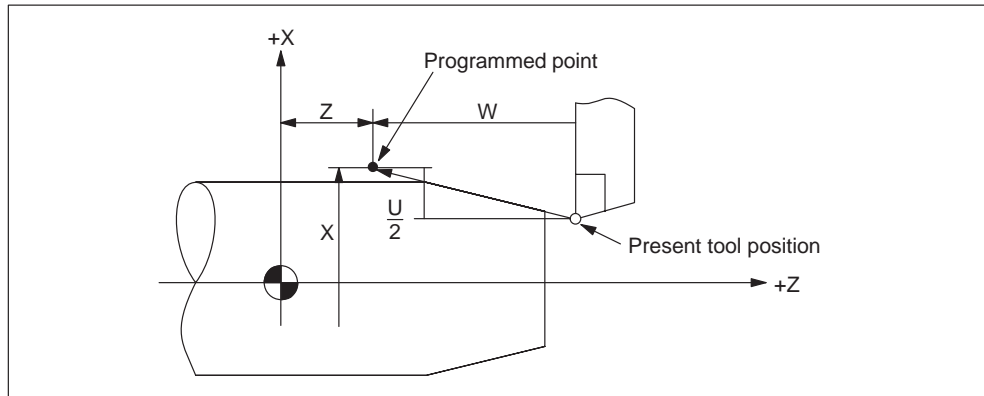 +X
Programmed point
Z
W
U
2
X
Present tool position
+Z